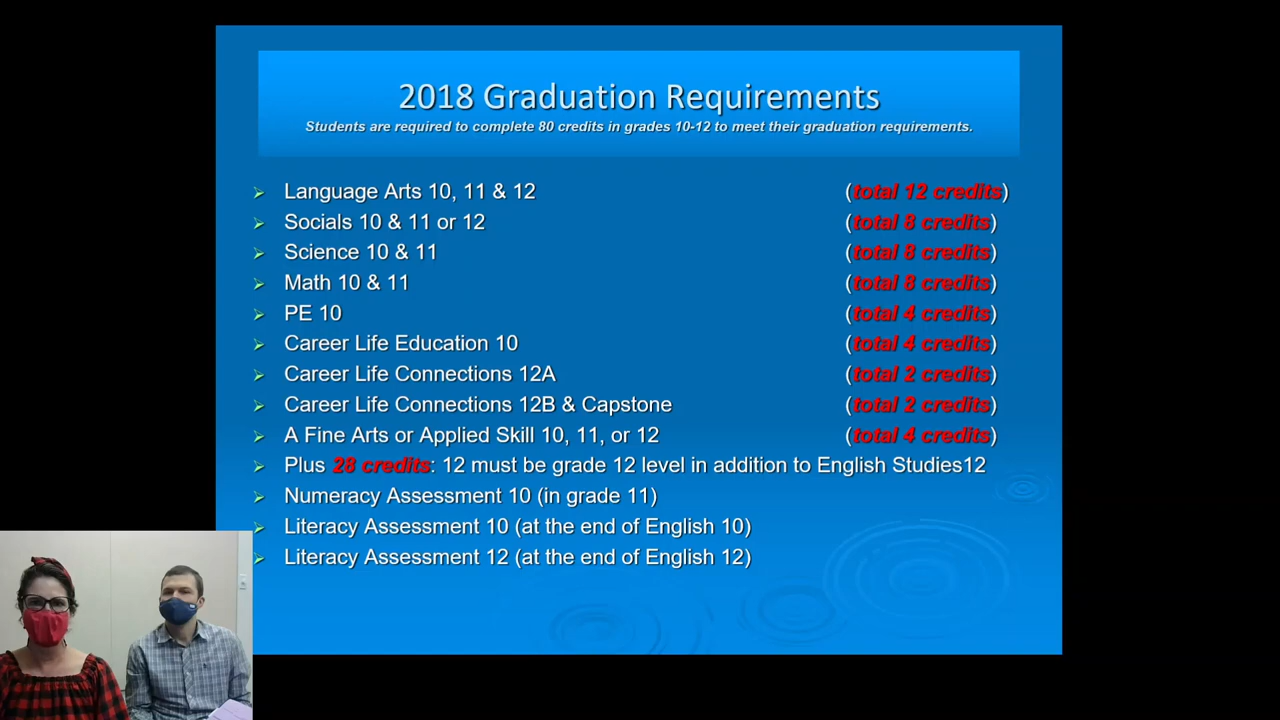 2018 Graduation Requirements
Students are required to complete 80 credits in grades 10-12 to meet their graduation requirements.
Language Arts 10, 11 & 12 (total 12 credits)
Socials 10 & 11 or 12 (total 8 credits)
Science 10 & 11 (total 8 credits)
Math 10 & 11 (total 8 credits)
PE 10 (total 4 credits)
Career Life Education 10 (total 4 credits)
Career Life Connections 12A (total 2 credits)
Career Life Connections 12B & Capstone (total 2 credits)
A Fine Arts or Applied Skill 10, 11, or 12 (total 4 credits)
Plus 28 credits: 12 must be grade 12 level in addition to English Studies12
Numeracy Assessment 10 (in grade 11)
Literacy Assessment 10 (at the end of English 10)
Literacy Assessment 12 (at the end of English 12)